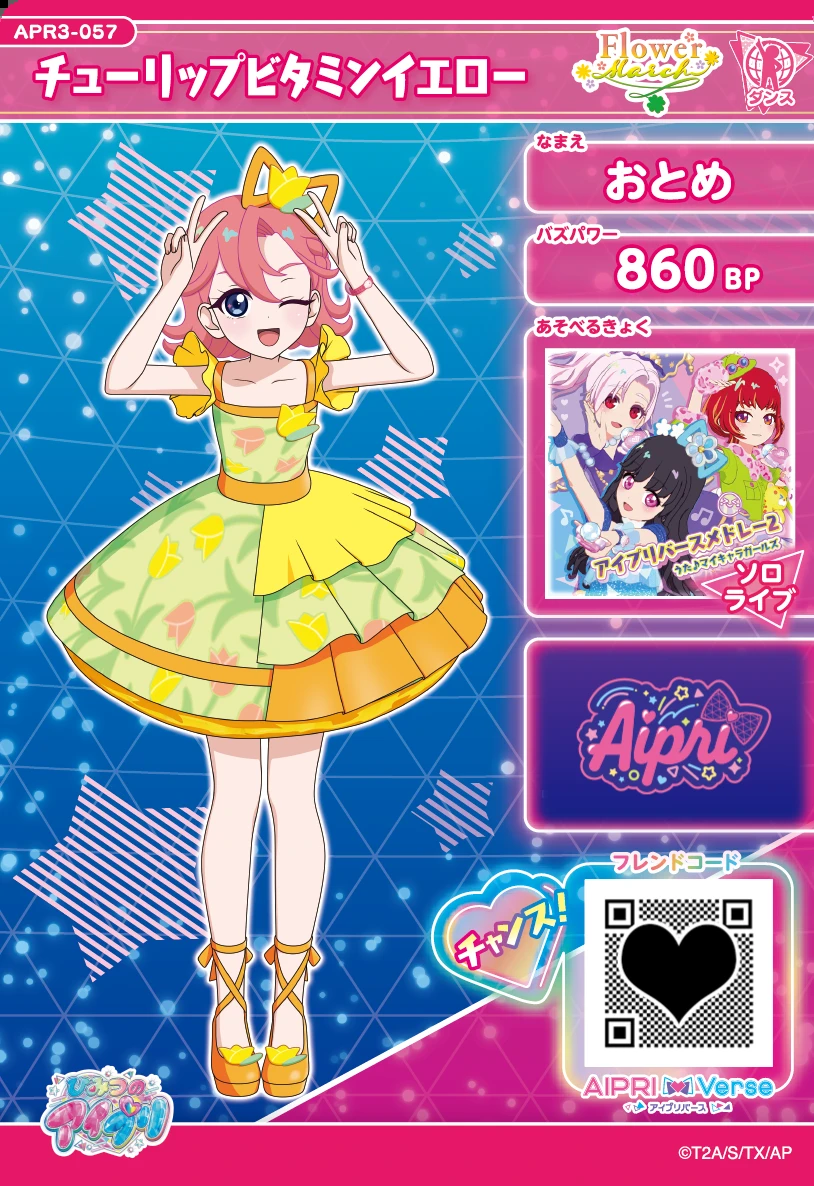 APR3-057
チューリップビタミンイエロー
Flower
March
ダンス
なまえ
おとめ
バズパワー
860 BP
あそべるきょく
アイプリバースメドレー2
うた♪マイキャラガールズ
ソロ
ライブ
Aipri
フレンドコード
チャンス!
AIPRI Verse
アイプリバース
ひみつの
アイプリ
©T2A/S/TX/AP